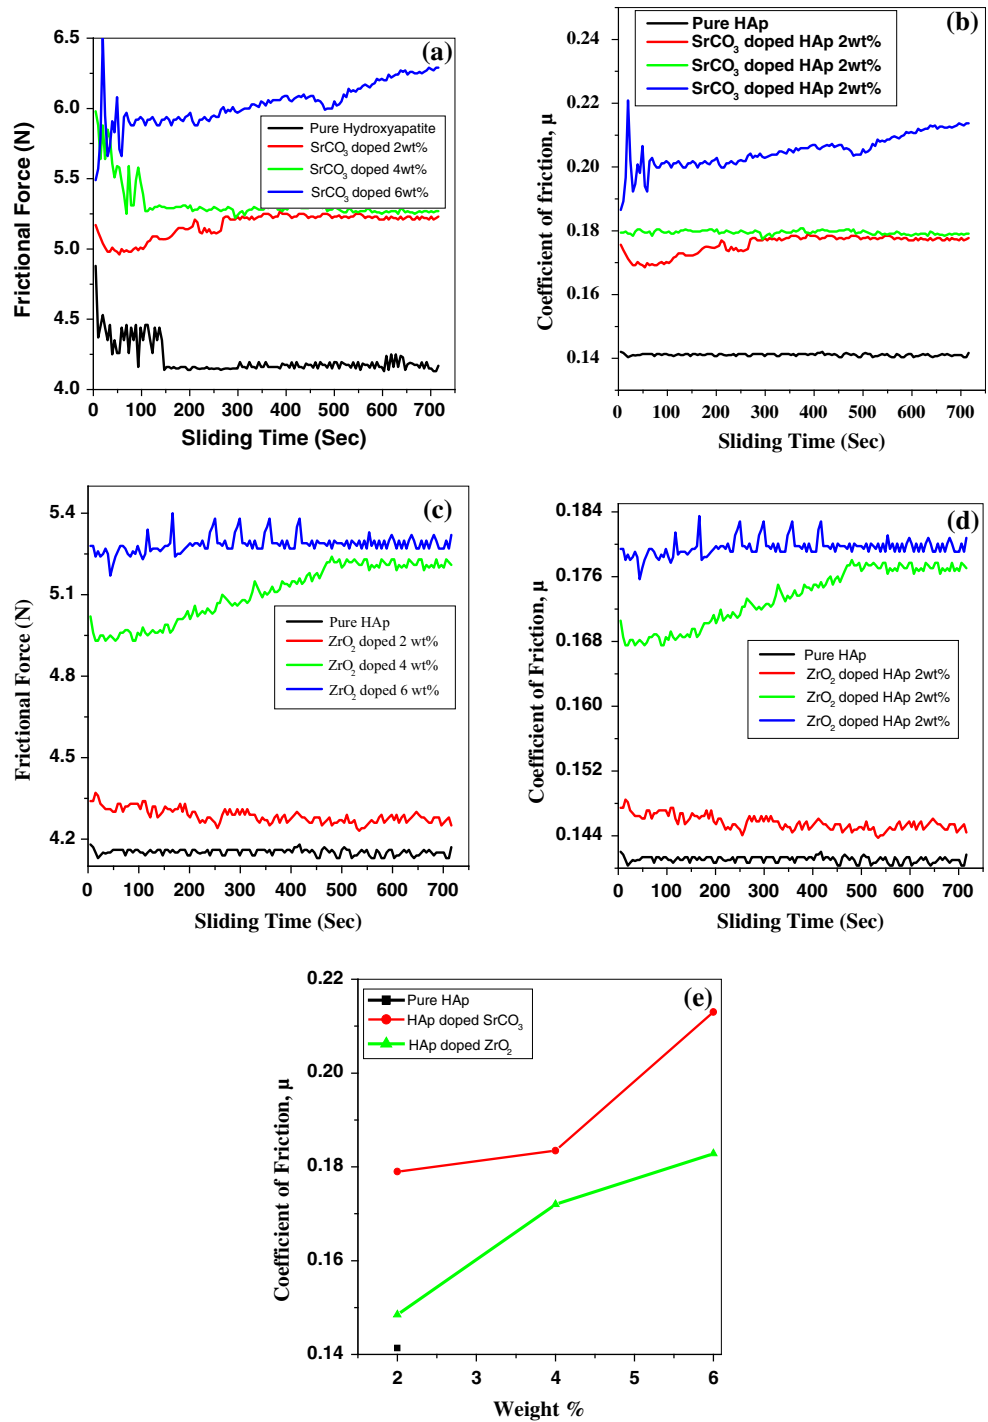 (a)
6.5
6.0
5.5
5.0
4.5
4.0
Frictional Force (N)
Pure Hydroxyapatite
SrCO3 doped 2wt%
SrCO3 doped 4wt%
SrCO3 doped 6wt%
0 100 200 300 400 500 600 700
Sliding Time (Sec)
(b)
0.24
0.22
0.20
0.18
0.16
0.14
Coefficient of friction, μ
Pure HAp
SrCO3 doped HAp 2wt%
SrCO3 doped HAp 2wt%
SrCO3 doped HAp 2wt%
0 100 200 300 400 500 600 700
Sliding Time (Sec)
(c)
5.4
5.1
4.8
4.5
4.2
Frictional Force (N)
Pure HAp
ZrO2 doped 2 wt%
ZrO2 doped 4 wt%
ZrO2 doped 6 wt%
0 100 200 300 400 500 600 700
Sliding Time (Sec)
(d)
0.184
0.176
0.168
0.160
0.152
0.144
Coefficient of Friction, μ
Pure HAp
ZrO2 doped HAp 2wt%
ZrO2 doped HAp 2wt%
ZrO2 doped HAp 2wt%
0 100 200 300 400 500 600 700
Sliding Time (Sec)
(e)
0.22
0.20
0.18
0.16
0.14
Coefficient of Friction, μ
Pure HAp
HAp doped SrCO3
HAp doped ZrO2
2 3 4 5 6
Weight %